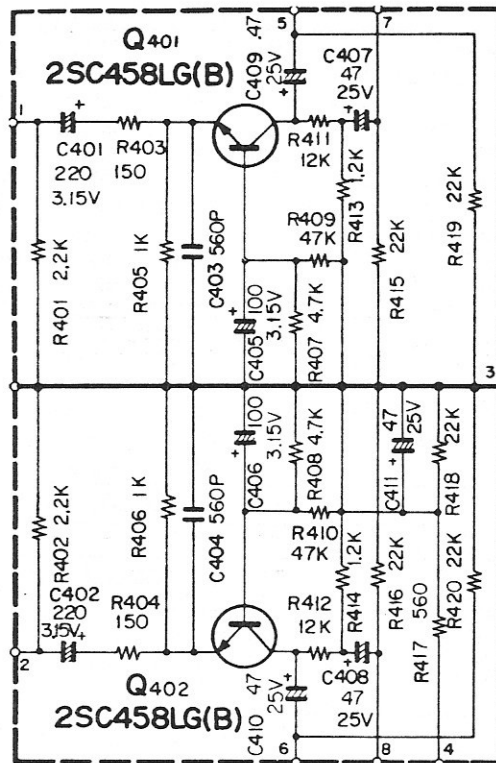 Q401
2SC458LG(B)
5
7
.47
25V
C409
C407
47
25V
1
C401
220
3.15V
R403
150
R411
12K
1.2K
R413
22K
R419
R409
47K
2.2K
R401
1K
R405
560P
C403
100
3.15V
C405
4.7K
R407
22K
R415
3
2.2K
R402
1K
R406
560P
C404
100
3.15V
C406
4.7K
R408
47
25V
C411
22K
R418
R410
47K
1.2K
R414
22K
R416
560
R417
22K
R420
C402
220
3.15V
R404
150
R412
12K
2
Q402
2SC458LG(B)
47
25V
C410
C408
47
25V
6
8
4